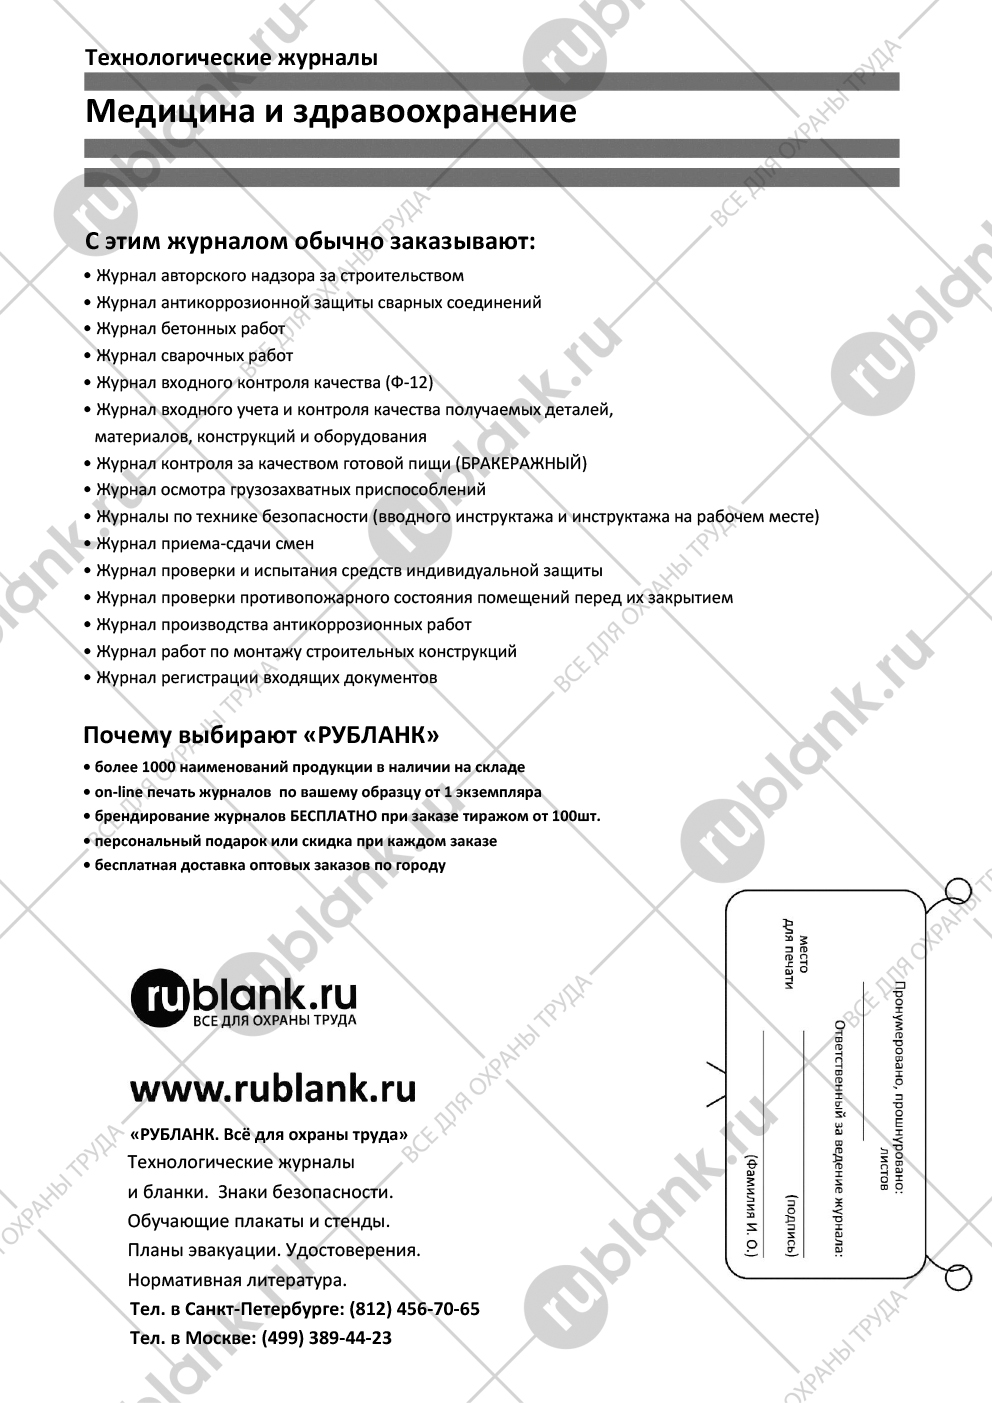 Технологические журналы
Медицина и здравоохранение
С этим журналом обычно заказывают:
• Журнал авторского надзора за строительством
• Журнал антикоррозионной защиты сварных соединений
• Журнал бетонных работ
• Журнал сварочных работ
• Журнал входного контроля качества (Ф-12)
• Журнал входного учета и контроля качества получаемых деталей,
материалов, конструкций и оборудования
• Журнал контроля за качеством готовой пищи (БРАКЕРАЖНЫЙ)
• Журнал осмотра грузозахватных приспособлений
• Журналы по технике безопасности (вводного инструктажа и инструктажа на рабочем месте)
• Журнал приема-сдачи смен
• Журнал проверки и испытания средств индивидуальной защиты
• Журнал проверки противопожарного состояния помещений перед их закрытием
• Журнал производства антикоррозионных работ
• Журнал работ по монтажу строительных конструкций
• Журнал регистрации входящих документов
Почему выбирают «РУБЛАНК»
• более 1000 наименований продукции в наличии на складе
• on-line печать журналов по вашему образцу от 1 экземпляра
• брендирование журналов БЕСПЛАТНО при заказе тиражом от 100шт.
• персональный подарок или скидка при каждом заказе
• бесплатная доставка оптовых заказов по городу
rublank.ru
ВСЕ ДЛЯ ОХРАНЫ ТРУДА
www.rublank.ru
«РУБЛАНК. Всё для охраны труда»
Технологические журналы
и бланки. Знаки безопасности.
Обучающие плакаты и стенды.
Планы эвакуации. Удостоверения.
Нормативная литература.
Тел. в Санкт-Петербурге: (812) 456-70-65
Тел. в Москве: (499) 389-44-23
Пронумеровано, прошнуровано:
листов
Ответственный за ведение журнала:
место
для печати
(подпись)
(Фамилия И. О.)